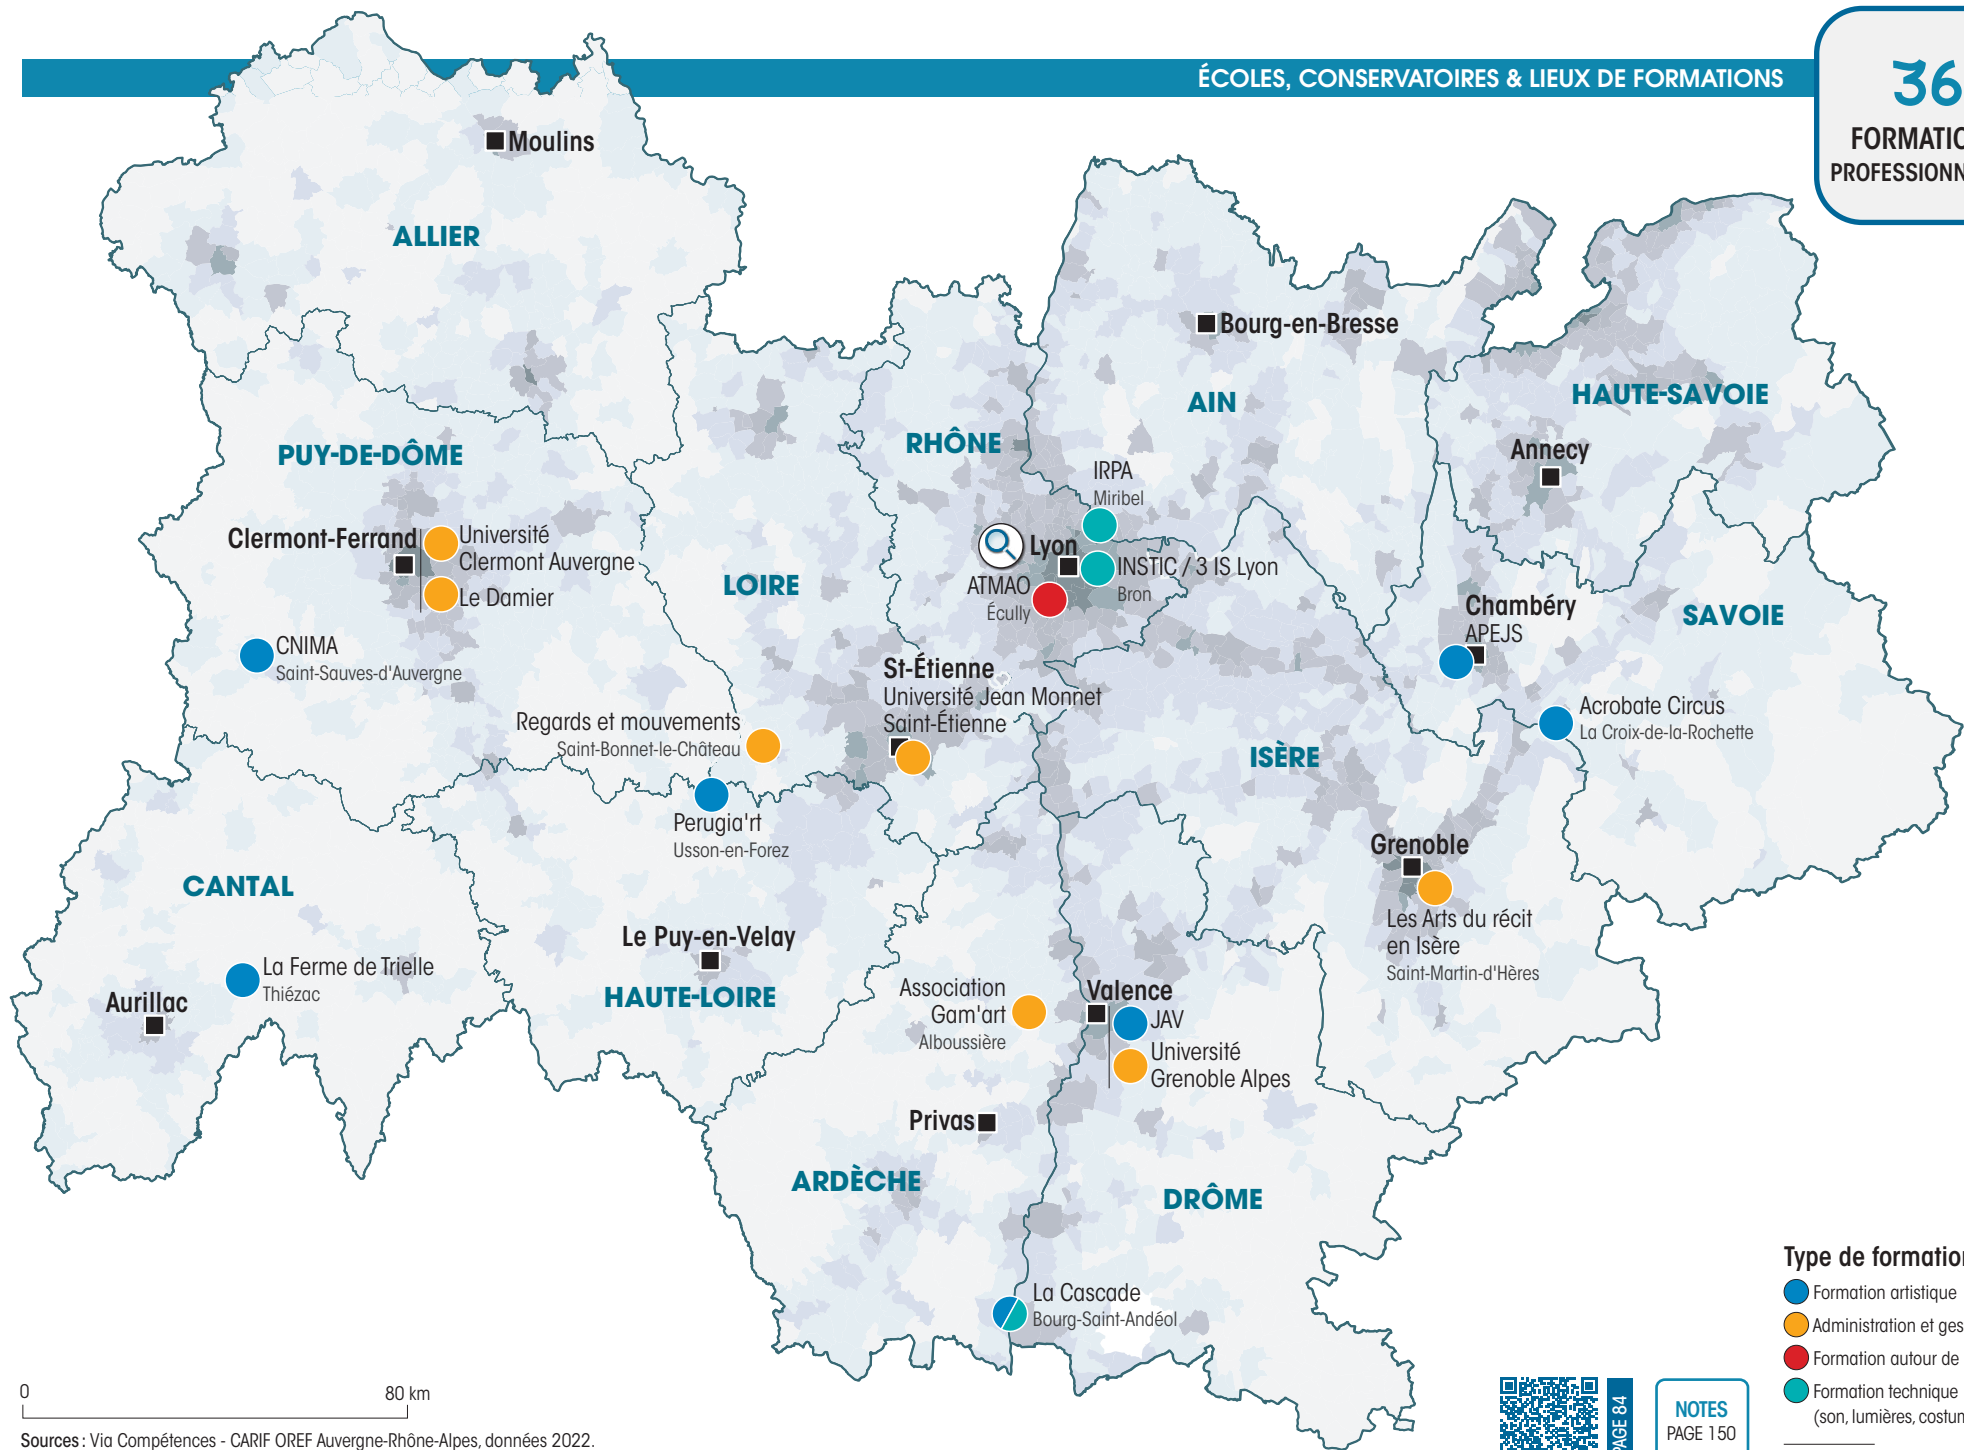 ÉCOLES, CONSERVATOIRES & LIEUX DE FORMATIONS
36
Moulins
ALLIER
Bourg-en-Bresse
AIN
HAUTE-SAVOIE
Annecy
RHÔNE
PUY-DE-DÔME
IRPA
Miribel
Clermont-Ferrand
Université
Clermont Auvergne
Le Damier
Lyon
INSTIC / 3 IS Lyon
Bron
ATMAO
Écully
LOIRE
Chambéry
APEJS
SAVOIE
CNIMA
Saint-Sauves-d'Auvergne
St-Étienne
Université Jean Monnet
Saint-Étienne
Regards et mouvements
Saint-Bonnet-le-Château
Acrobate Circus
La Croix-de-la-Rochette
ISÈRE
Perugia'rt
Usson-en-Forez
Grenoble
Les Arts du récit
en Isère
Saint-Martin-d'Hères
CANTAL
Le Puy-en-Velay
HAUTE-LOIRE
La Ferme de Trielle
Thiézac
Aurillac
Association
Gam'art
Alboussière
Valence
JAV
Université
Grenoble Alpes
Privas
ARDÈCHE
DRÔME
La Cascade
Bourg-Saint-Andéol
Type de formation
Formation artistique
Administration et
Formation autour de
Formation technique
(son, lumières,
PAGE 84
NOTES
PAGE 150
0 80 km
Sources : Via Compétences - CARIF OREF Auvergne-Rhône-Alpes, données 2022.